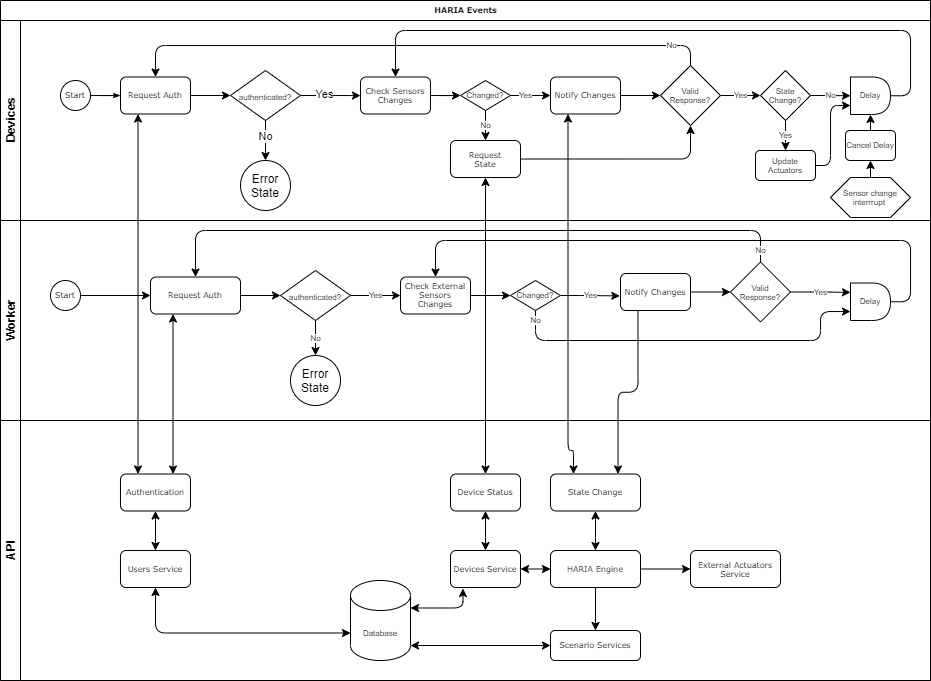 HARIA Events
Devices
Start
Request Auth
authenticated?
Yes
No
Error
State
Check Sensors
Changes
Changed?
Yes
No
Request
State
Notify Changes
Valid
Response?
No
Yes
State
Change?
No
Yes
Update
Actuators
Delay
Cancel Delay
Sensor change
interrrupt
Worker
Start
Request Auth
authenticated?
Yes
No
Error
State
Check External
Sensors
Changes
Changed?
Yes
No
Notify Changes
Valid
Response?
No
Yes
Delay
API
Authentication
Device Status
State Change
Users Service
Devices Service
HARIA Engine
External Actuators
Service
Database
Scenario Services